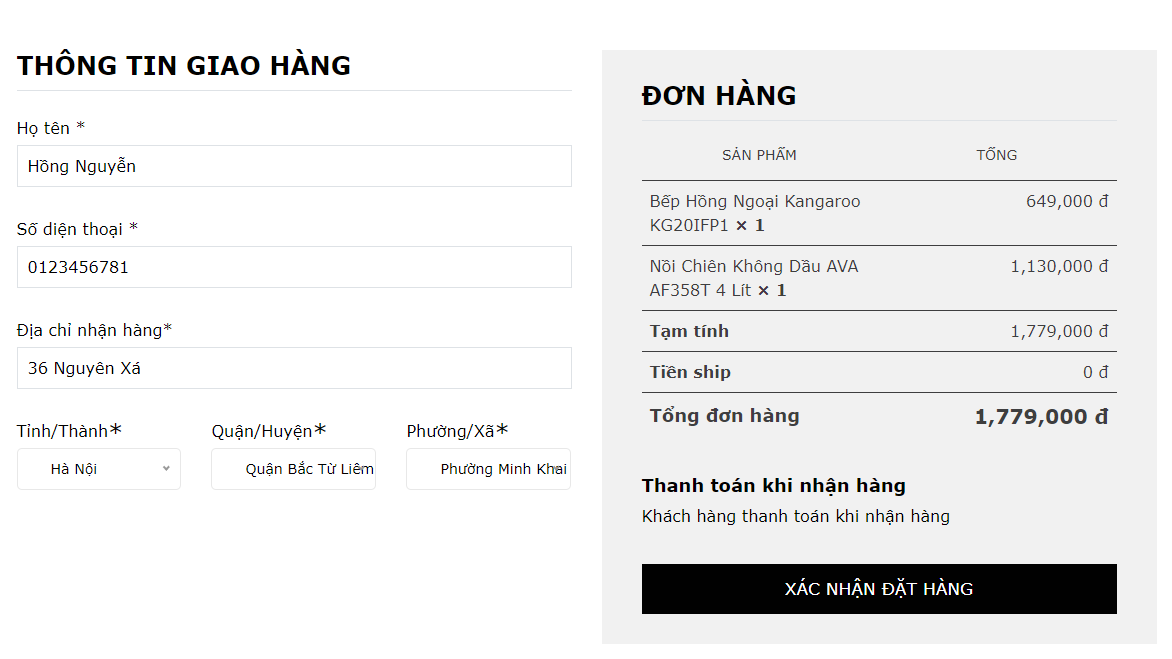 THÔNG TIN GIAO HÀNG
Họ tên *
Hồng Nguyễn
Số diện thoại *
0123456781
Địa chỉ nhận hàng*
36 Nguyên Xá
Tỉnh/Thành* Quận/Huyện* Phường/Xã*
Hà Nội Quận Bắc Từ Liêm Phường Minh Khai
ĐƠN HÀNG
SẢN PHẨM TỔNG
Bếp Hồng Ngoại Kangaroo 649,000 đ
KG20IFP1 × 1
Nồi Chiên Không Dầu AVA 1,130,000 đ
AF358T 4 Lít × 1
Tạm tính 1,779,000 đ
Tiền ship 0 đ
Tổng đơn hàng 1,779,000 đ
Thanh toán khi nhận hàng
Khách hàng thanh toán khi nhận hàng
XÁC NHẬN ĐẶT HÀNG